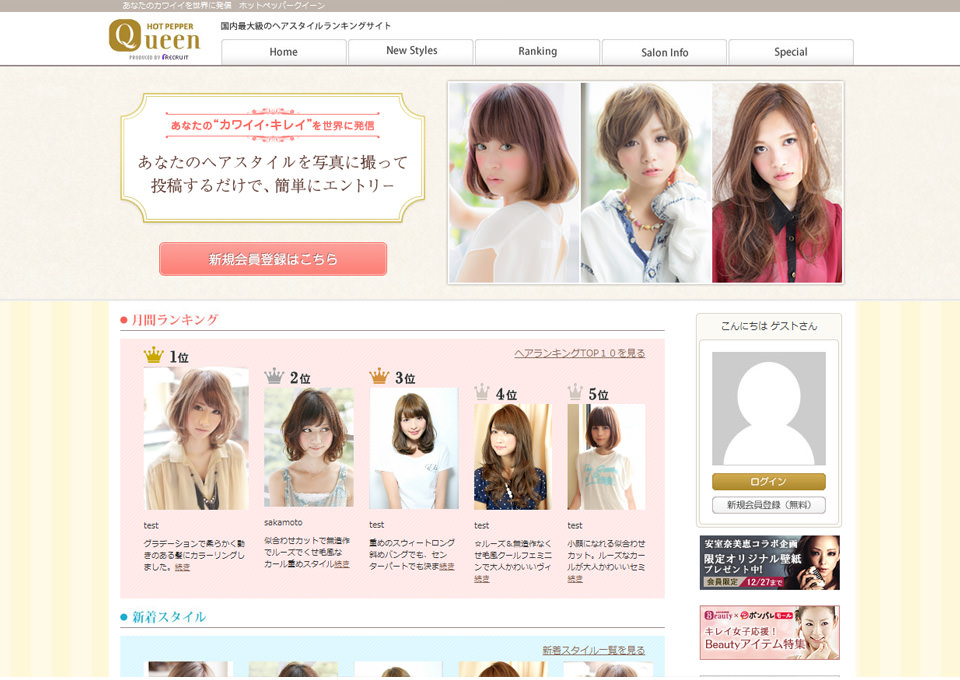 あなたのカワイイを世界に発信　ホットペッパークイーン
HOT PEPPER
Queen
PRODUCED BY RECRUIT
国内最大級のヘアスタイルランキングサイト
Home
New Styles
Ranking
Salon Info
Special
あなたの“カワイイ・キレイ”を世界に発信
あなたのヘアスタイルを写真に撮って
投稿するだけで、簡単にエントリー
新規会員登録はこちら
月間ランキング
ヘアランキングTOP１０を見る
1位
test
グラデーションで柔らかく動
きのある髪にカラーリングし
ました。続き
2位
sakamoto
似合わせカットで無造作
でルーズでくせ毛風な
カール重めスタイル続き
3位
test
重めのスウィートロング
斜めバングでも、セン
ターパートでも決ま続き
4位
test
☆ルーズ＆無造作なく
せ毛風クールフェミニ
ンで大人かわいいヴィ
続き
5位
test
小顔になれる似合わせ
カット。ルーズなカー
ルが大人かわいいセミ
続き
新着スタイル
新着スタイル一覧を見る
こんにちは ゲストさん
ログイン
新規会員登録（無料）
安室奈美恵コラボ企画
限定オリジナル壁紙
プレゼント中!
会員限定 12/27まで
Beauty × ポンパレモール
キレイ女子応援！
Beautyアイテム特集